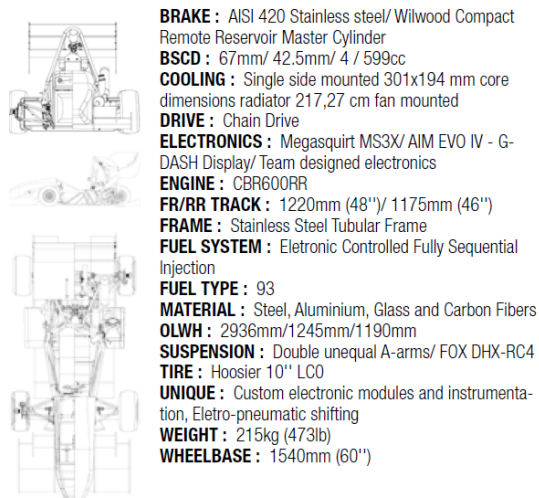 BRAKE : AISI 420 Stainless steel/ Wilwood Compact
Remote Reservoir Master Cylinder
BSCD : 67mm/ 42.5mm/ 4 / 599cc
COOLING : Single side mounted 301x194 mm core
dimensions radiator 217,27 cm fan mounted
DRIVE : Chain Drive
ELECTRONICS : Megasquirt MS3X/ AIM EVO IV - G-
DASH Display/ Team designed electronics
ENGINE : CBR600RR
FR/RR TRACK : 1220mm (48'')/ 1175mm (46'')
FRAME : Stainless Steel Tubular Frame
FUEL SYSTEM : Eletronic Controlled Fully Sequential
Injection
FUEL TYPE : 93
MATERIAL : Steel, Aluminium, Glass and Carbon Fibers
OLWH : 2936mm/1245mm/1190mm
SUSPENSION : Double unequal A-arms/ FOX DHX-RC4
TIRE : Hoosier 10'' LC0
UNIQUE : Custom electronic modules and instrumenta-
tion, Eletro-pneumatic shifting
WEIGHT : 215kg (473lb)
WHEELBASE : 1540mm (60'')